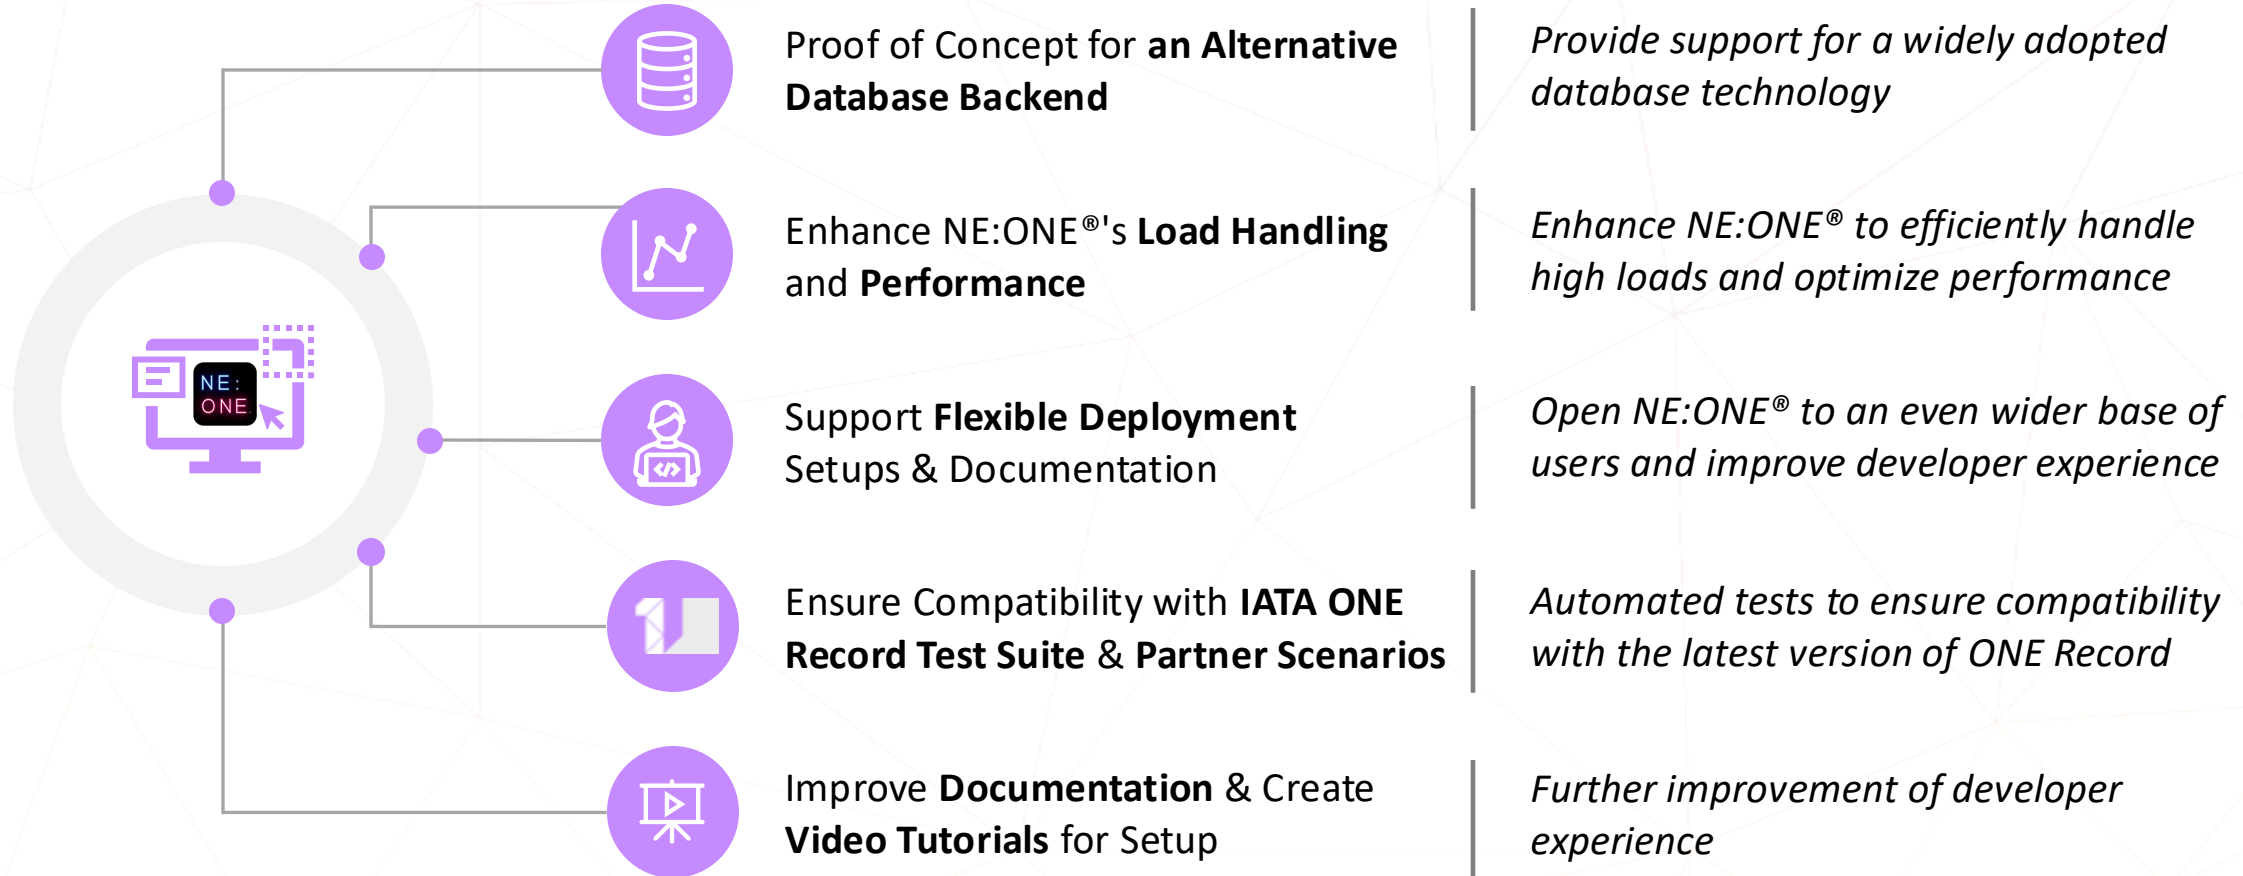 Proof of Concept for an Alternative
Database Backend
Provide support for a widely adopted
database technology
Enhance NE:ONE®'s Load Handling
and Performance
Enhance NE:ONE® to efficiently handle
high loads and optimize performance
NE:
ONE
Support Flexible Deployment
Setups & Documentation
Open NE:ONE® to an even wider base of
users and improve developer experience
Ensure Compatibility with IATA ONE
Record Test Suite & Partner Scenarios
Automated tests to ensure compatibility
with the latest version of ONE Record
Improve Documentation & Create
Video Tutorials for Setup
Further improvement of developer
experience